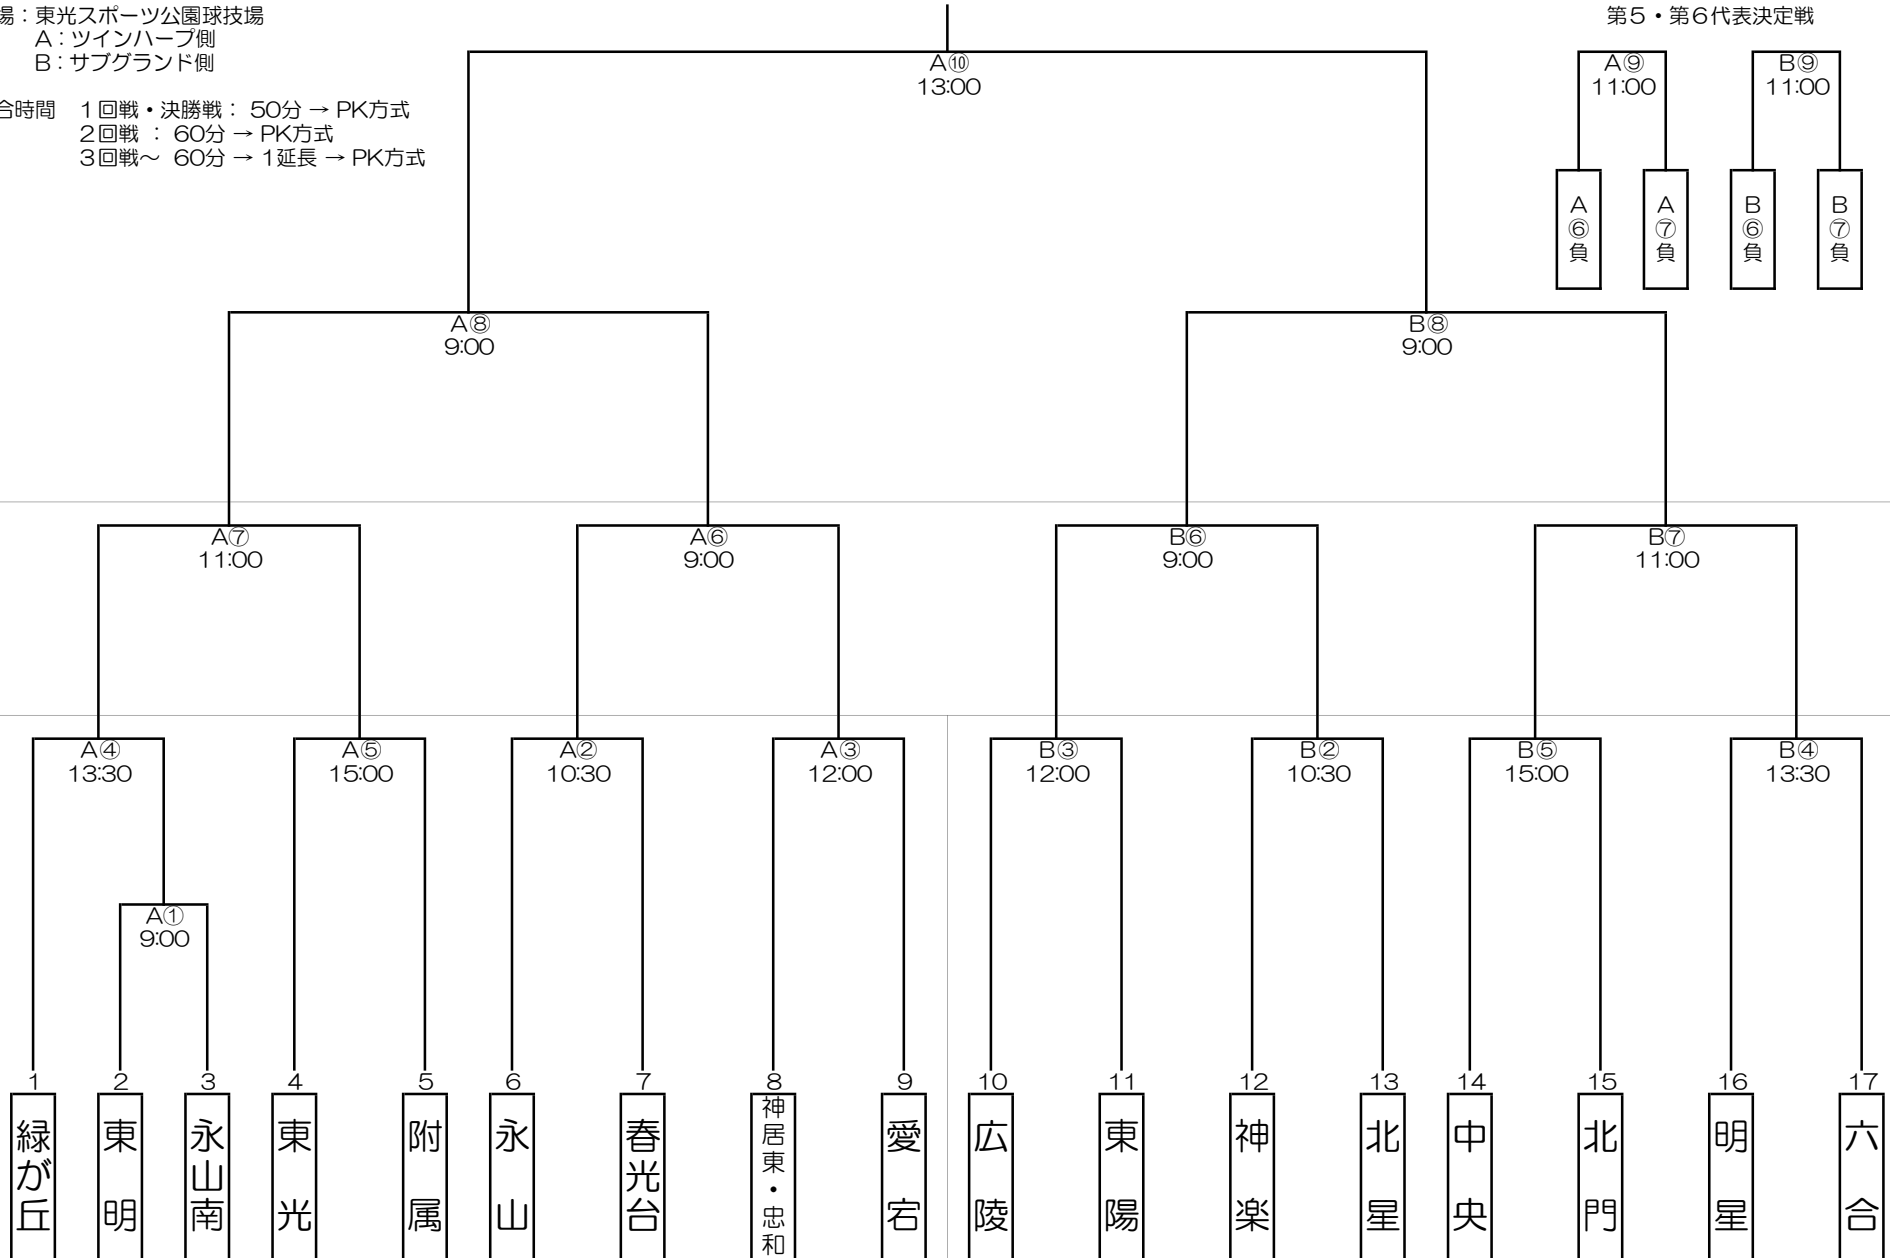 場：東光スポーツ公園球技場
A：ツインハープ側
B：サブグランド側
合時間　１回戦・決勝戦： 50分 → PK方式
２回戦 ： 60分 → PK方式
３回戦～ 60分 → 1延長 → PK方式
第５・第６代表決定戦
A⑩
13:00
A⑨
11:00
B⑨
11:00
A⑥負
A⑦負
B⑥負
B⑦負
A⑧
9:00
B⑧
9:00
A⑦
11:00
A⑥
9:00
B⑥
9:00
B⑦
11:00
A④
13:30
A⑤
15:00
A②
10:30
A③
12:00
B③
12:00
B②
10:30
B⑤
15:00
B④
13:30
A①
9:00
1
緑が丘
2
東明
3
永山南
4
東光
5
附属
6
永山
7
春光台
8
神居東・忠和
9
愛宕
10
広陵
11
東陽
12
神楽
13
北星
14
中央
15
北門
16
明星
17
六合